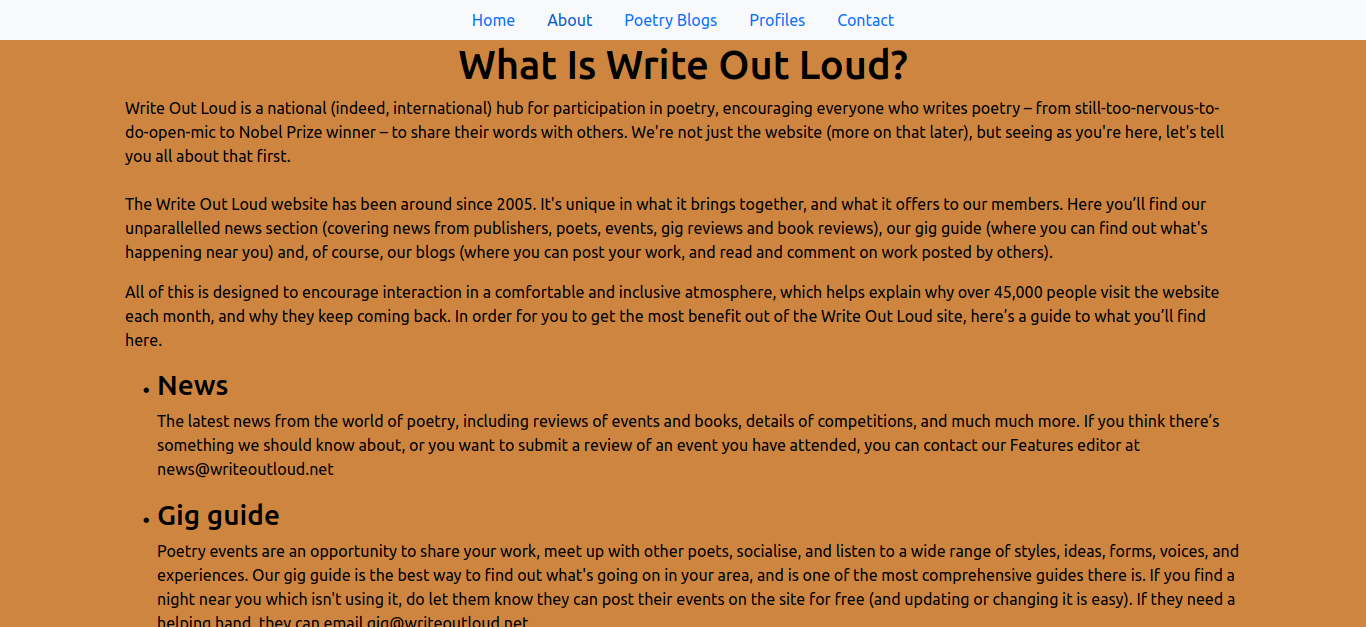 Home About Poetry Blogs Profiles Contact
What Is Write Out Loud?
Write Out Loud is a national (indeed, international) hub for participation in poetry, encouraging everyone who writes poetry – from still-too-nervous-to-
do-open-mic to Nobel Prize winner – to share their words with others. We're not just the website (more on that later), but seeing as you're here, let's tell
you all about that first.
The Write Out Loud website has been around since 2005. It's unique in what it brings together, and what it offers to our members. Here you’ll find our
unparallelled news section (covering news from publishers, poets, events, gig reviews and book reviews), our gig guide (where you can find out what's
happening near you) and, of course, our blogs (where you can post your work, and read and comment on work posted by others).
All of this is designed to encourage interaction in a comfortable and inclusive atmosphere, which helps explain why over 45,000 people visit the website
each month, and why they keep coming back. In order for you to get the most benefit out of the Write Out Loud site, here’s a guide to what you’ll find
here.
• News
The latest news from the world of poetry, including reviews of events and books, details of competitions, and much much more. If you think there’s
something we should know about, or you want to submit a review of an event you have attended, you can contact our Features editor at
news@writeoutloud.net
• Gig guide
Poetry events are an opportunity to share your work, meet up with other poets, socialise, and listen to a wide range of styles, ideas, forms, voices, and
experiences. Our gig guide is the best way to find out what's going on in your area, and is one of the most comprehensive guides there is. If you find a
night near you which isn't using it, do let them know they can post their events on the site for free (and updating or changing it is easy). If they need a
helping hand, they can email gig@writeoutloud.net